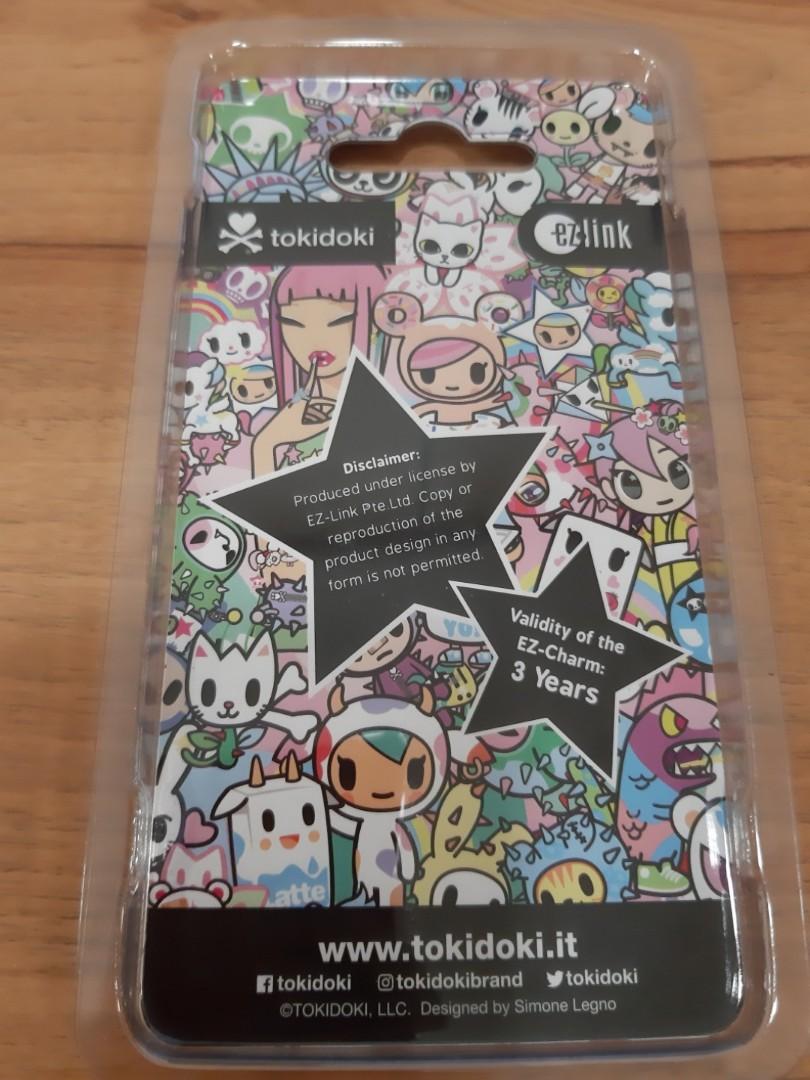 tokidoki
ez-link
Disclaimer:
Produced under license by
EZ-Link Pte.Ltd. Copy or
reproduction of the
product design in any
form is not permitted.
YO!
Validity of the
EZ-Charm:
3 Years
atte
www.tokidoki.it
tokidoki tokidokibrand tokidoki
©TOKIDOKI, LLC. Designed by Simone Legno